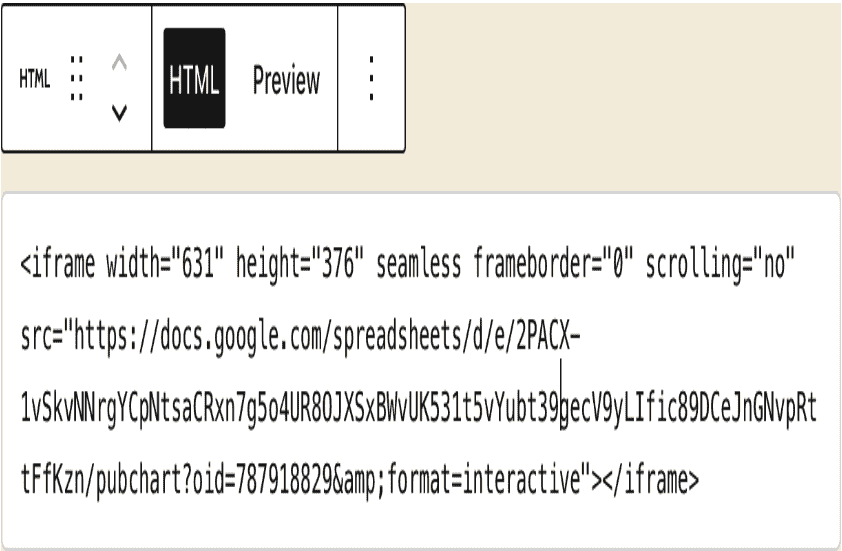 HTML HTML Preview
<iframe width="631" height="376" seamless frameborder="0" scrolling="no"
src="https://docs.google.com/spreadsheets/d/e/2PACX-
1vSkvNNrgYCpNtsaCRxn7g5o4UR8OJXSxBWvUK531t5vYubt39gecV9yLIfic89DCeJnGNvpRt
tFfKzn/pubchart?oid=787918829&amp;format=interactive"></iframe>